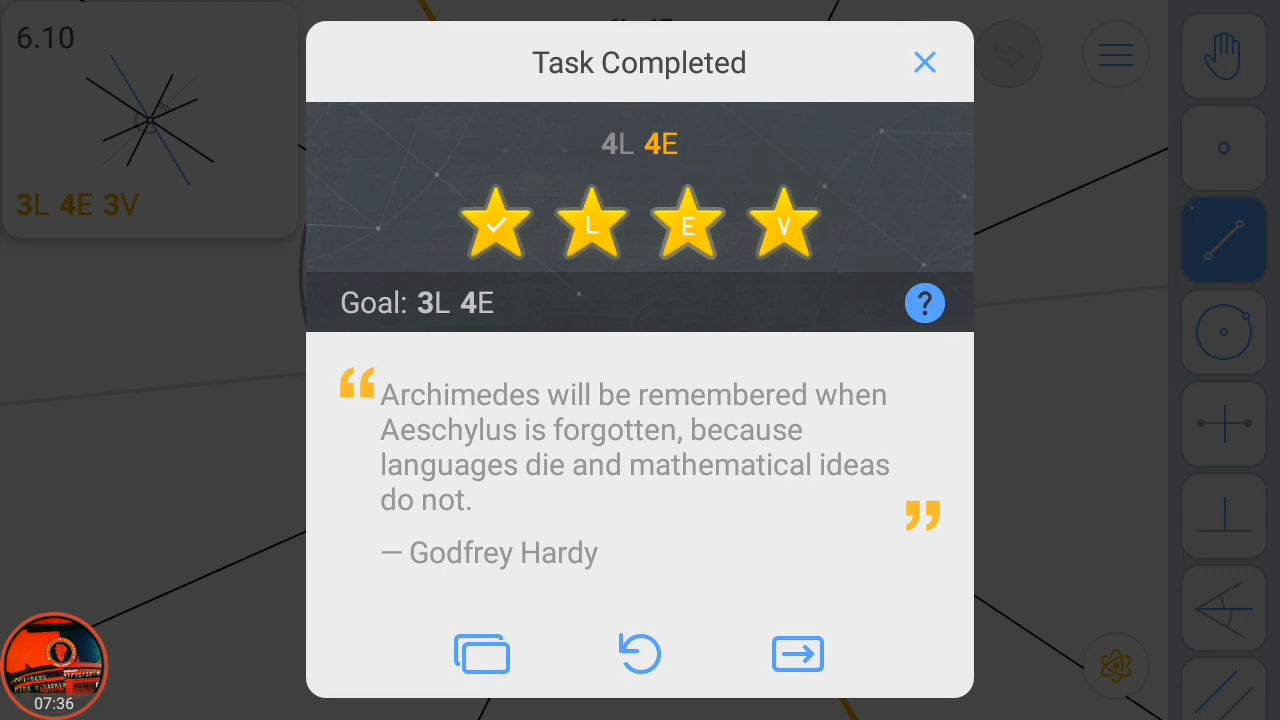 6.10
3L 4E 3V
Task Completed
4L 4E
L E V
Goal: 3L 4E
?
“Archimedes will be remembered when
Aeschylus is forgotten, because
languages die and mathematical ideas
do not.”
— Godfrey Hardy
07:36